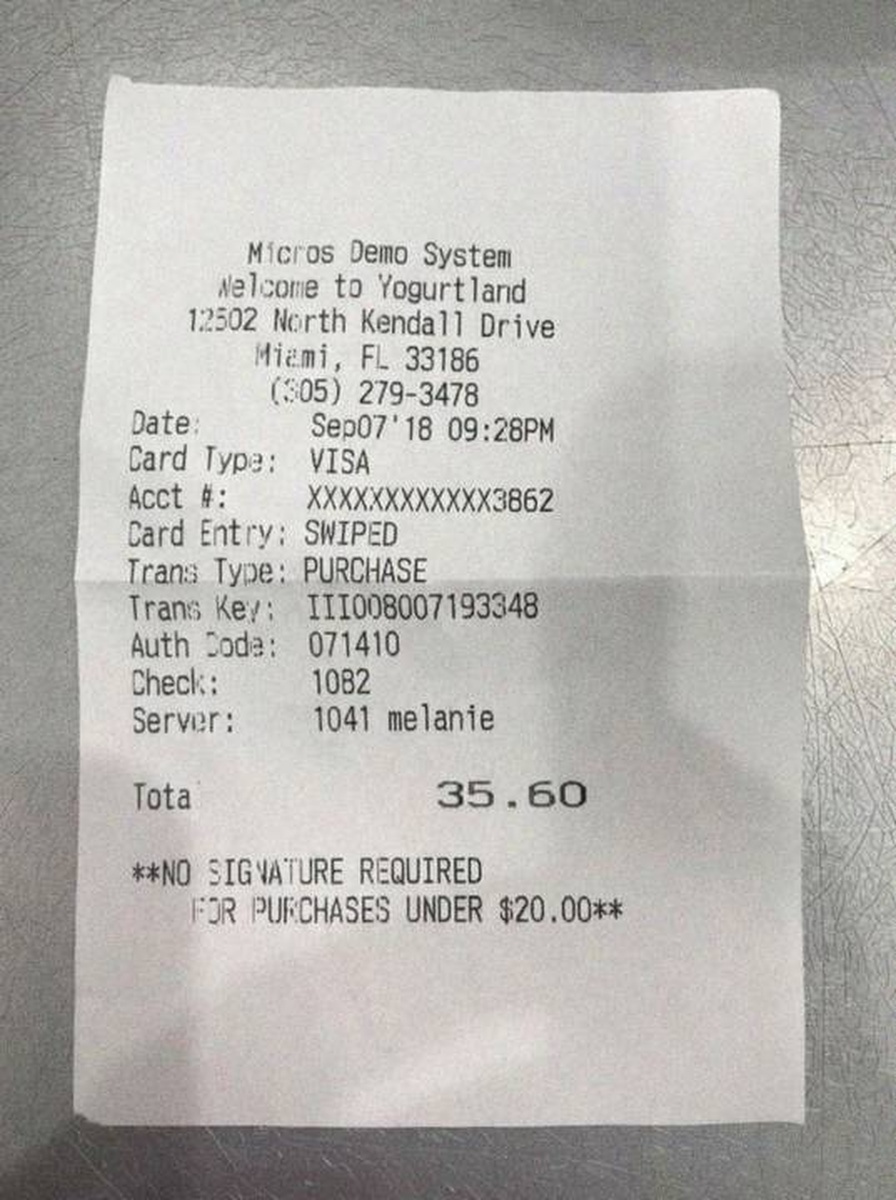 Micros Demo System
Welcome to Yogurtland
12502 North Kendall Drive
Miami, FL 33186
(305) 279-3478
Date: Sep07'18 09:28PM
Card Type: VISA
Acct #: XXXXXXXXXXXX3862
Card Entry: SWIPED
Trans Type: PURCHASE
Trans Key: III008007193348
Auth Code: 071410
Check: 1082
Server: 1041 melanie
Tota 35.60
**NO SIGNATURE REQUIRED
FOR PURCHASES UNDER $20.00**